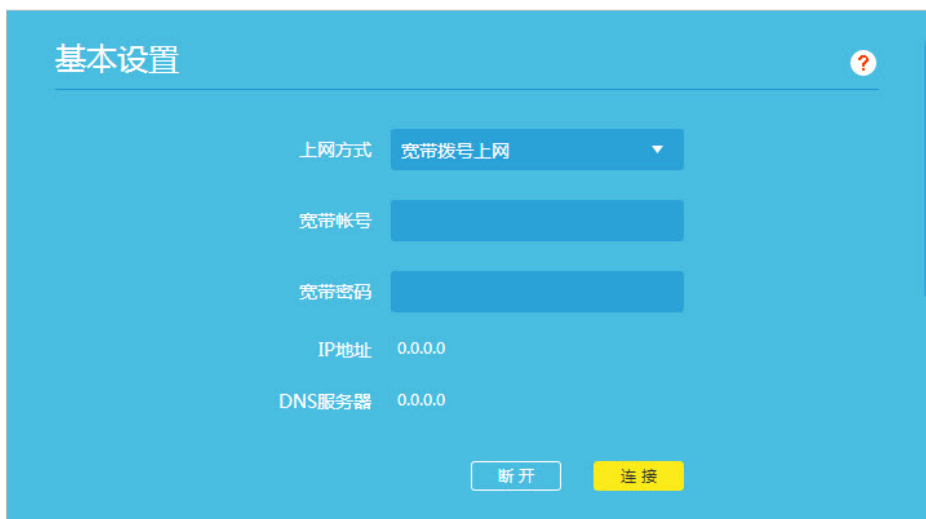 基本设置
?
上网方式 宽带拨号上网
宽带帐号
宽带密码
IP地址 0.0.0.0
DNS服务器 0.0.0.0
断开 连接